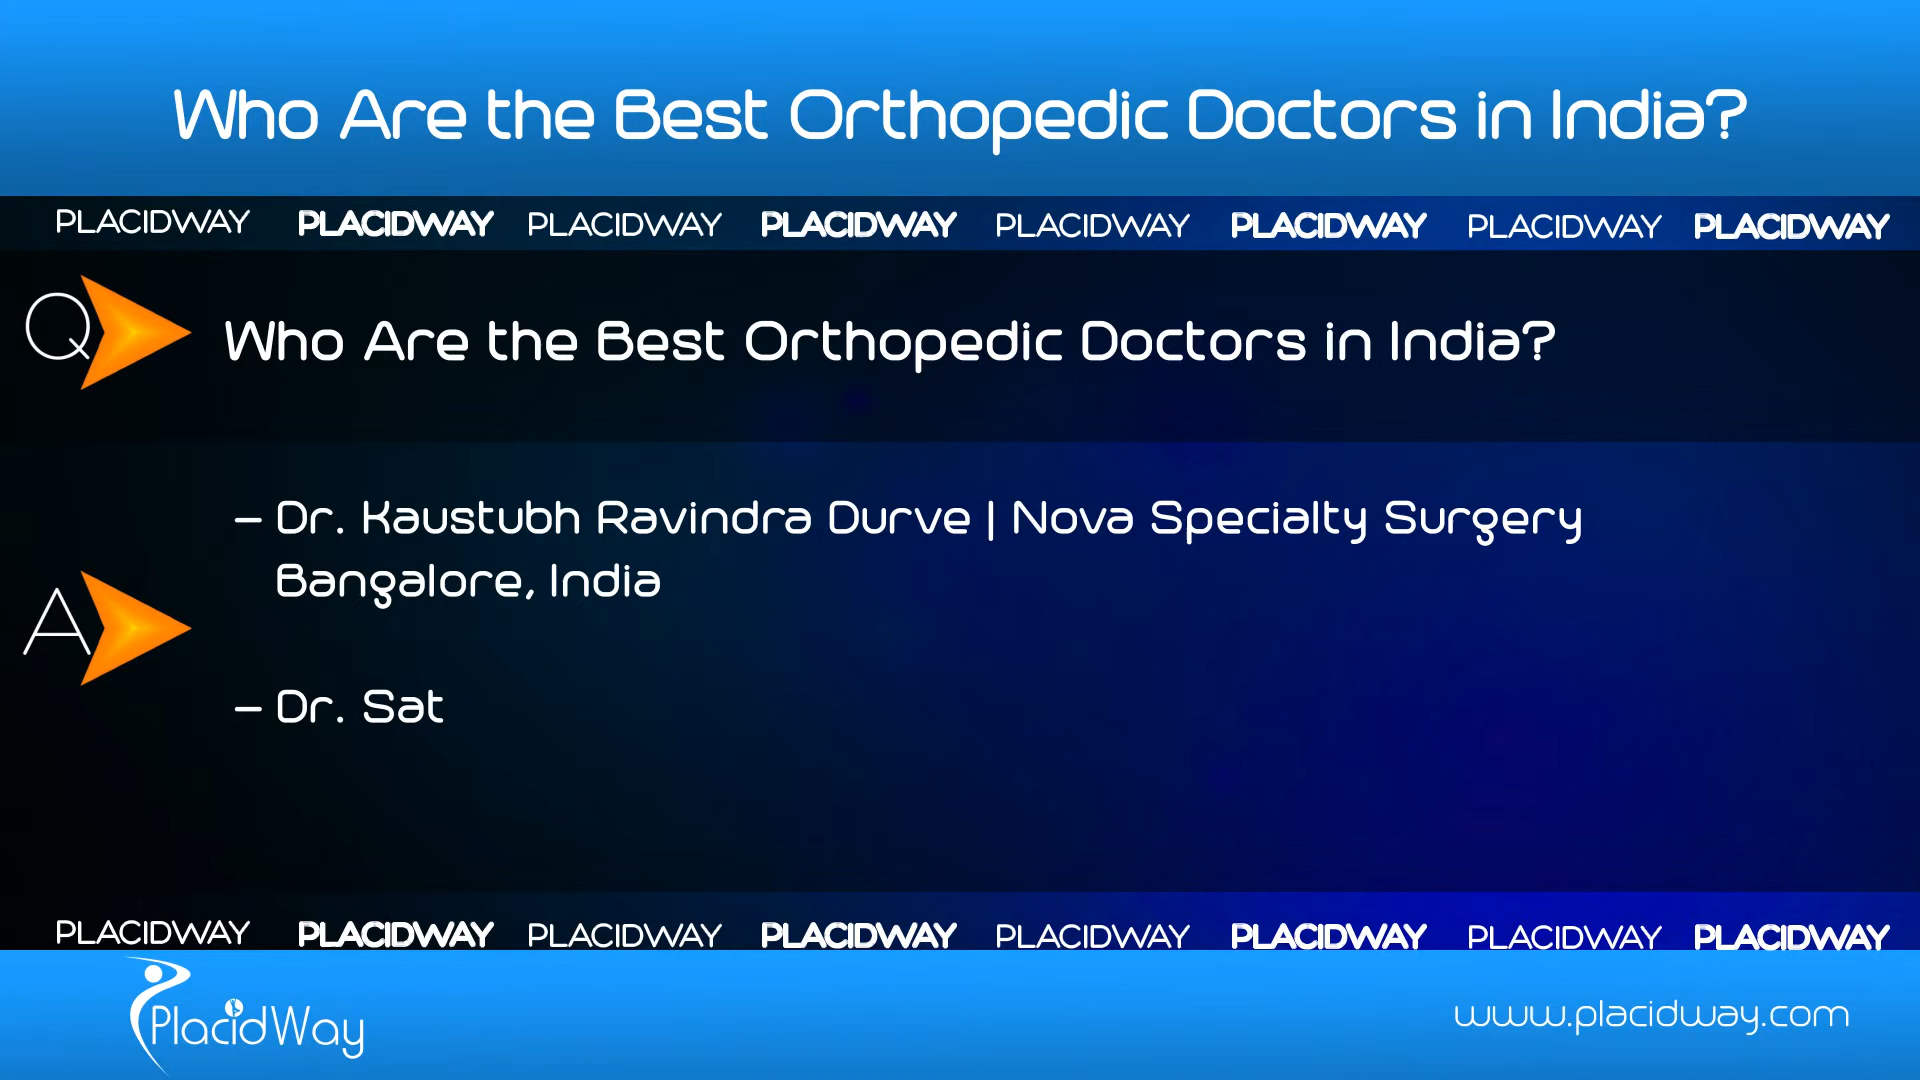 Who Are the Best Orthopedic Doctors in India?
PLACIDWAY PLACIDWAY PLACIDWAY PLACIDWAY PLACIDWAY PLACIDWAY PLACIDWAY PLACIDWAY
Q Who Are the Best Orthopedic Doctors in India?
– Dr. Kaustubh Ravindra Durve | Nova Specialty Surgery
Bangalore, India
A
– Dr. Sat
PLACIDWAY PLACIDWAY PLACIDWAY PLACIDWAY PLACIDWAY PLACIDWAY PLACIDWAY PLACIDWAY
PlacidWay www.placidway.com